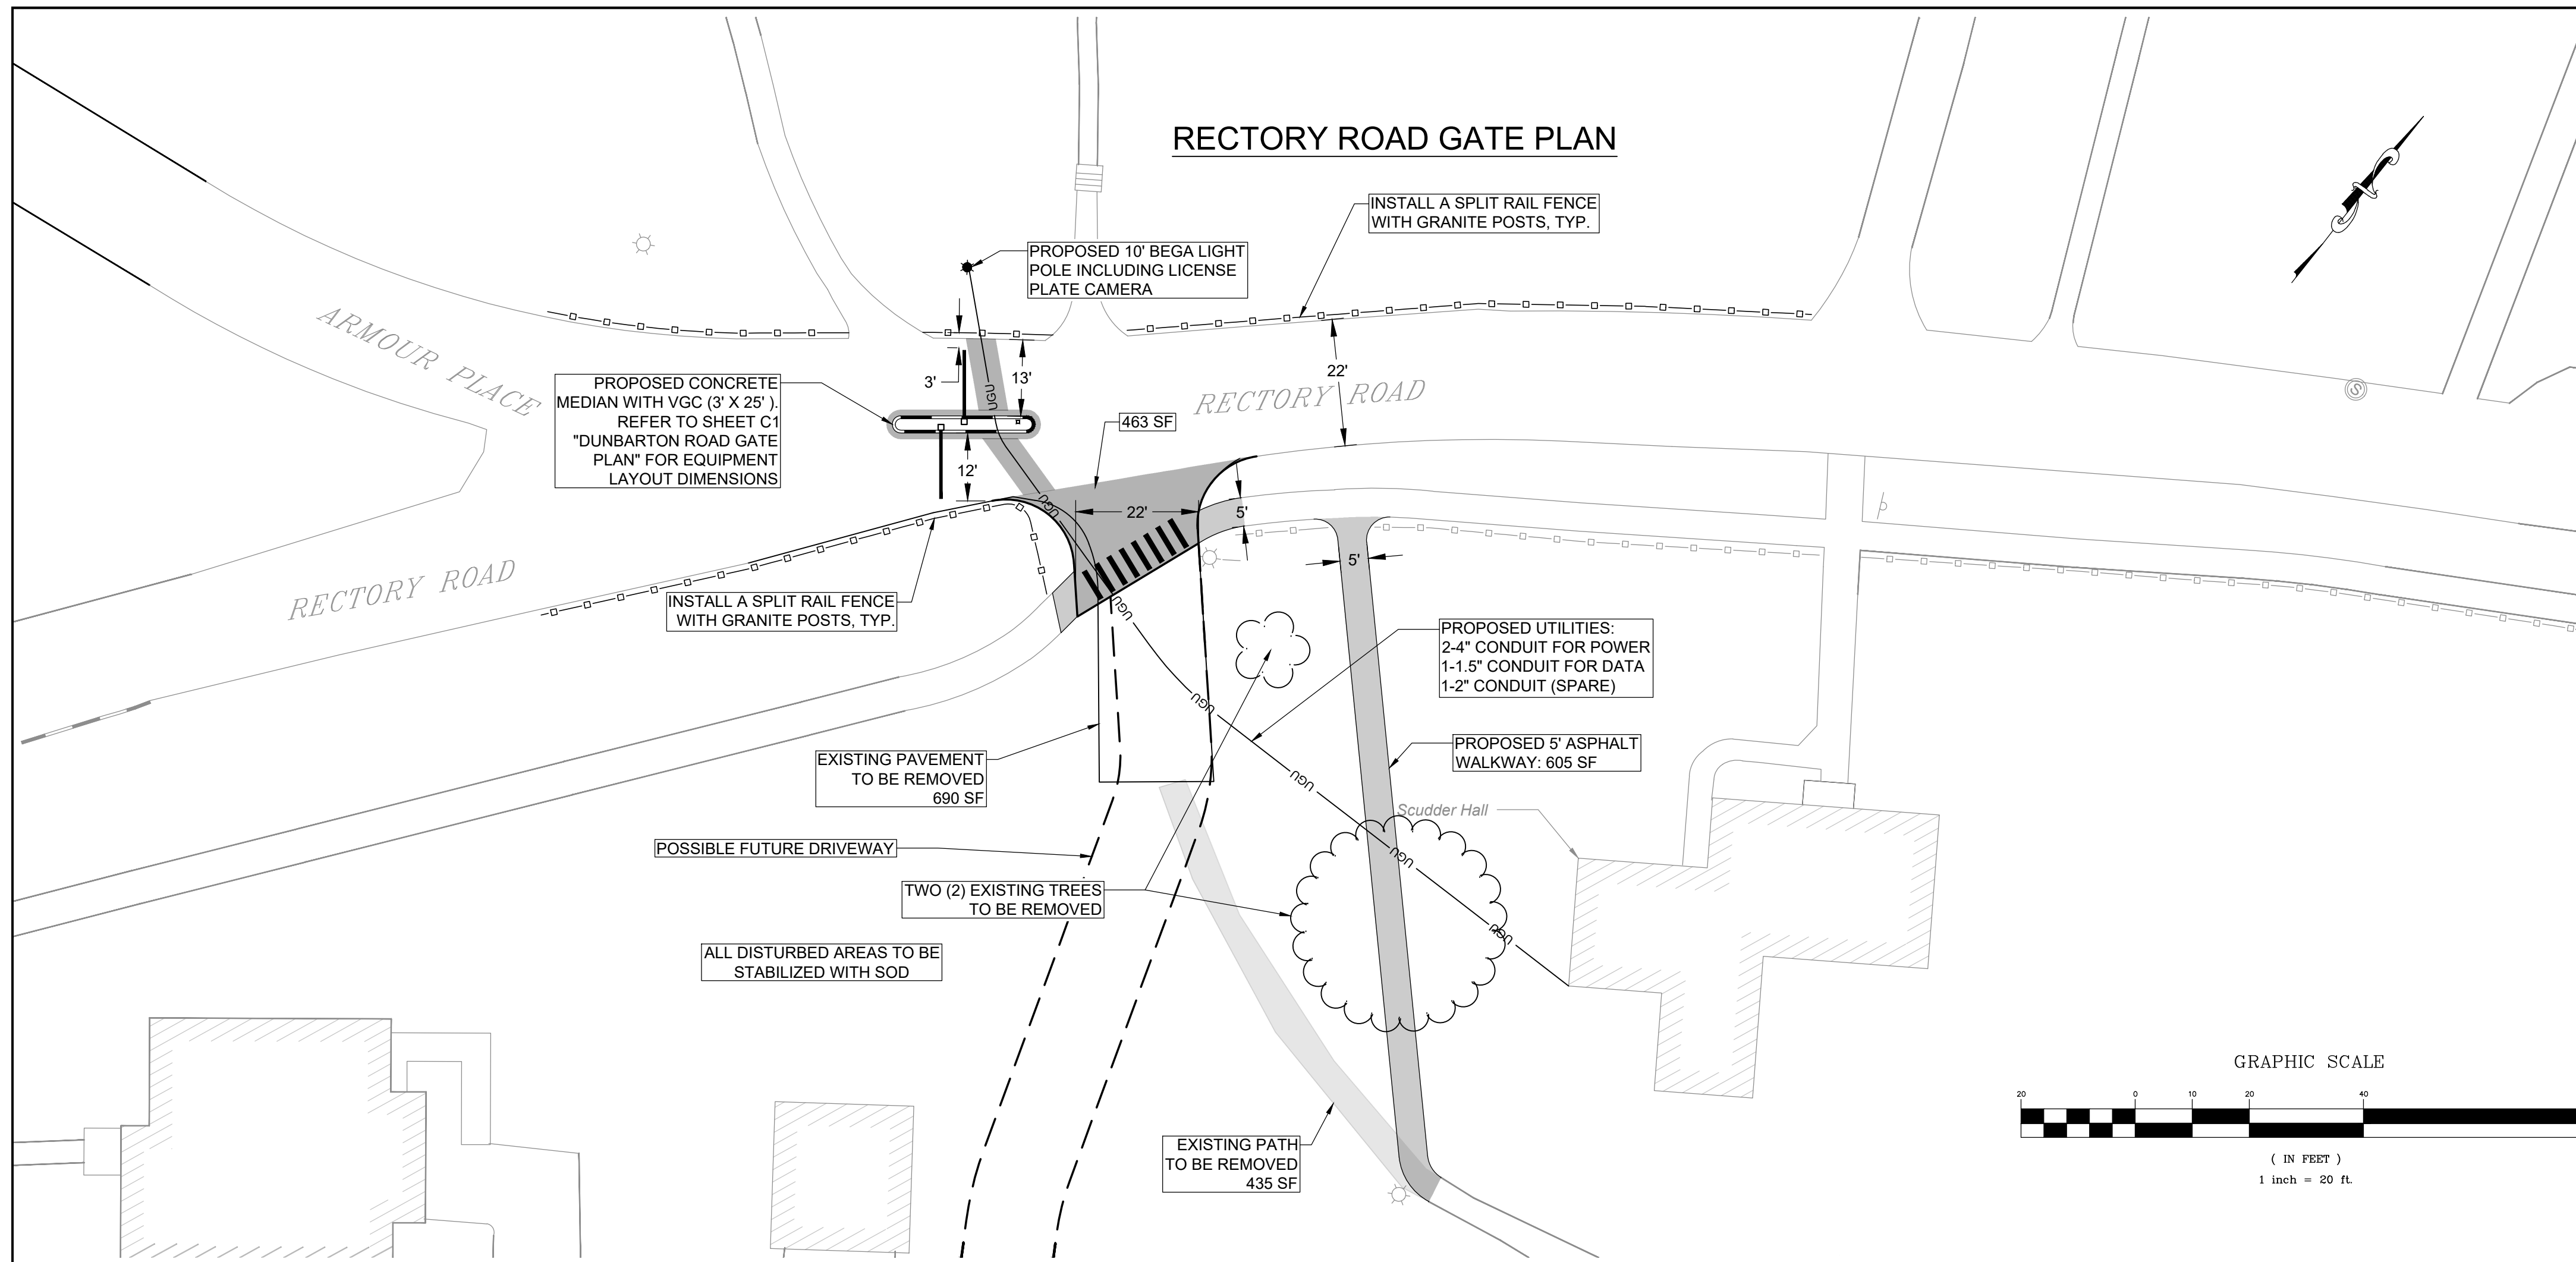 RECTORY ROAD GATE PLAN
INSTALL A SPLIT RAIL FENCE
WITH GRANITE POSTS, TYP.
PROPOSED 10' BEGA LIGHT
POLE INCLUDING LICENSE
PLATE CAMERA
ARMOUR PLACE
PROPOSED CONCRETE
MEDIAN WITH VGC (3' X 25' ).
REFER TO SHEET C1
"DUNBARTON ROAD GATE
PLAN" FOR EQUIPMENT
LAYOUT DIMENSIONS
3'
13'
UGU
22'
RECTORY ROAD
S
463 SF
12'
UGU
22'
5'
5'
RECTORY ROAD
INSTALL A SPLIT RAIL FENCE
WITH GRANITE POSTS, TYP.
UGU
PROPOSED UTILITIES:
2-4" CONDUIT FOR POWER
1-1.5" CONDUIT FOR DATA
1-2" CONDUIT (SPARE)
UGU
EXISTING PAVEMENT
TO BE REMOVED
690 SF
PROPOSED 5' ASPHALT
WALKWAY: 605 SF
UGU
Scudder Hall
POSSIBLE FUTURE DRIVEWAY
UGU
TWO (2) EXISTING TREES
TO BE REMOVED
UGU
ALL DISTURBED AREAS TO BE
STABILIZED WITH SOD
EXISTING PATH
TO BE REMOVED
435 SF
GRAPHIC SCALE
20 0 10 20 40
( IN FEET )
1 inch = 20 ft.